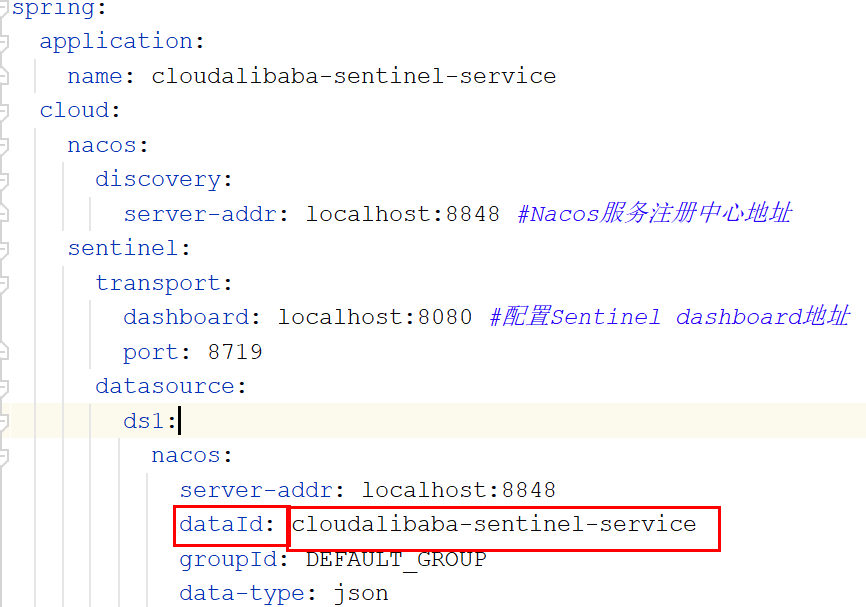 spring:
application:
name: cloudalibaba-sentinel-service
cloud:
nacos:
discovery:
server-addr: localhost:8848 #Nacos服务注册中心地址
sentinel:
transport:
dashboard: localhost:8080 #配置Sentinel dashboard地址
port: 8719
datasource:
ds1:
nacos:
server-addr: localhost:8848
dataId: cloudalibaba-sentinel-service
groupId: DEFAULT_GROUP
data-type: json